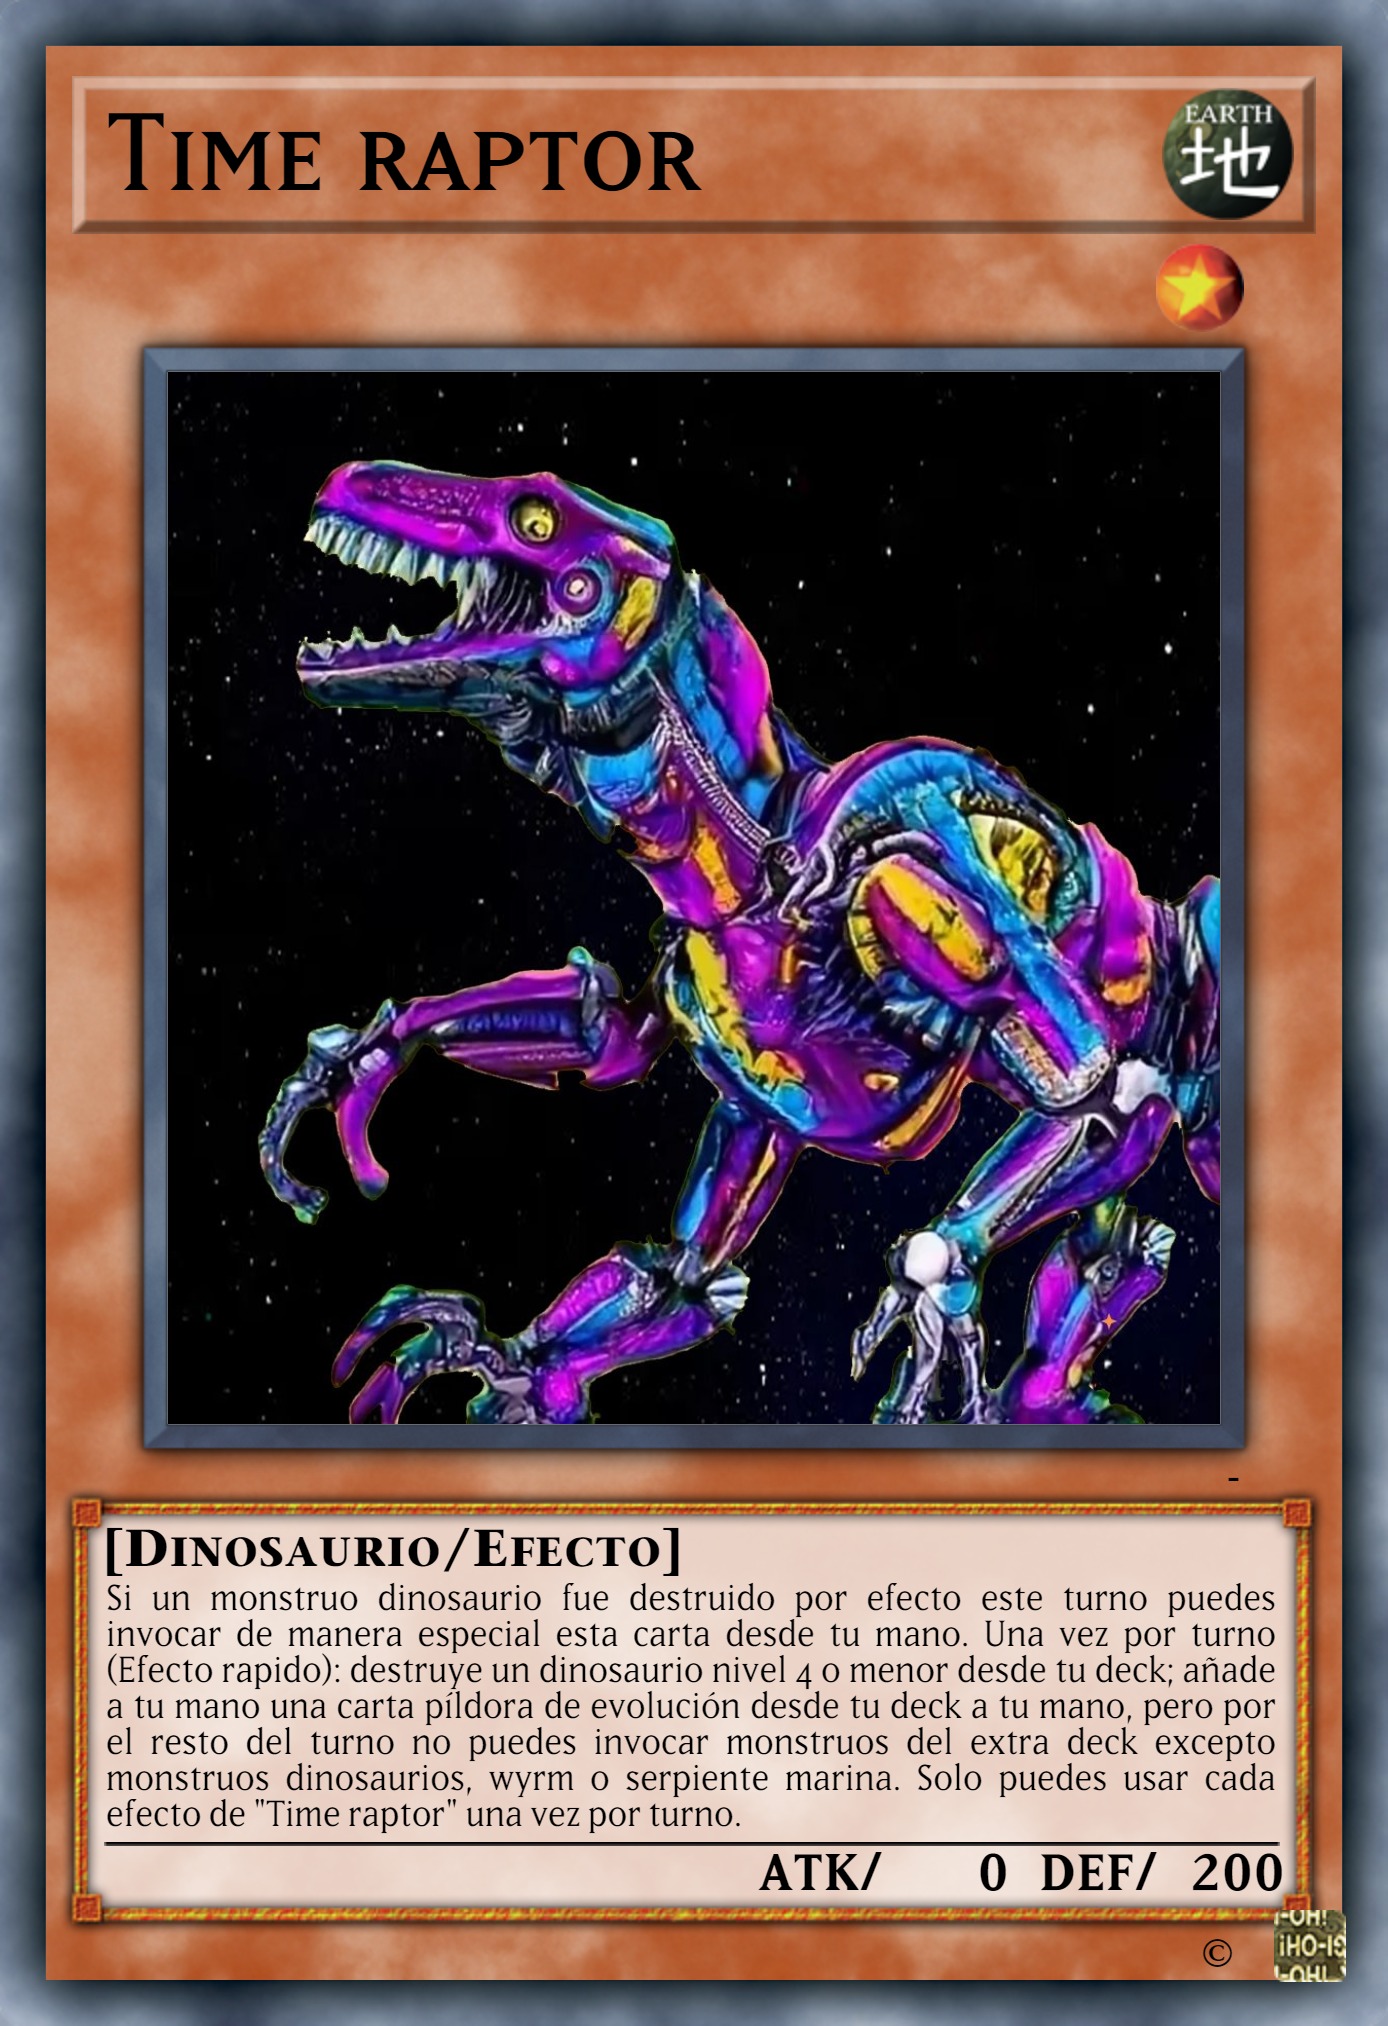 Time raptor
EARTH
地
-
[Dinosaurio/Efecto]
Si un monstruo dinosaurio fue destruido por efecto este turno puedes
invocar de manera especial esta carta desde tu mano. Una vez por turno
(Efecto rapido): destruye un dinosaurio nivel 4 o menor desde tu deck; añade
a tu mano una carta píldora de evolución desde tu deck a tu mano, pero por
el resto del turno no puedes invocar monstruos del extra deck excepto
monstruos dinosaurios, wyrm o serpiente marina. Solo puedes usar cada
efecto de "Time raptor" una vez por turno.
ATK/ 0 DEF/ 200
©